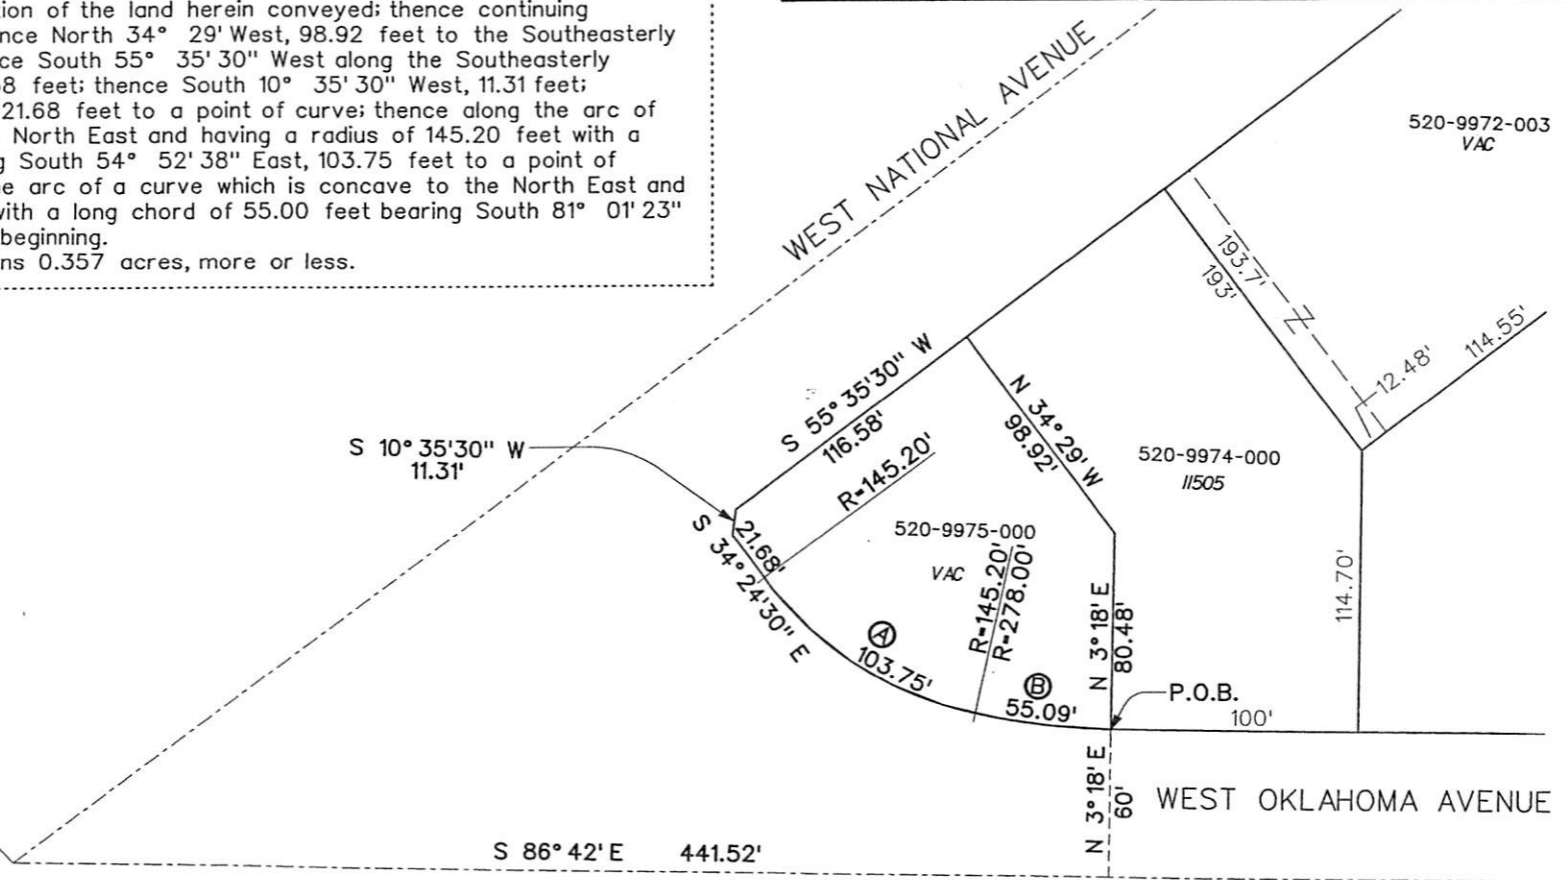 ion of the land herein conveyed; thence continuing
nce North 34° 29' West, 98.92 feet to the Southeasterly
ce South 55° 35' 30" West along the Southeasterly
8 feet; thence South 10° 35' 30" West, 11.31 feet;
21.68 feet to a point of curve; thence along the arc of
North East and having a radius of 145.20 feet with a
g South 54° 52' 38" East, 103.75 feet to a point of
e arc of a curve which is concave to the North East and
with a long chord of 55.00 feet bearing South 81° 01' 23"
beginning.
ns 0.357 acres, more or less.
WEST NATIONAL AVENUE
520-9972-003
VAC
193.7'
193'
Z
12.48'
114.55'
S 55° 35'30" W
116.58'
N 34° 29' W
98.92'
S 10° 35'30" W
11.31'
R=145.20'
520-9974-000
11505
21.68'
S 34° 24'30" E
520-9975-000
VAC
R=145.20'
R=278.00'
N 3° 18' E
80.48'
114.70'
A
103.75'
B
55.09'
P.O.B.
100'
N 3° 18' E
60'
WEST OKLAHOMA AVENUE
S 86° 42' E 441.52'